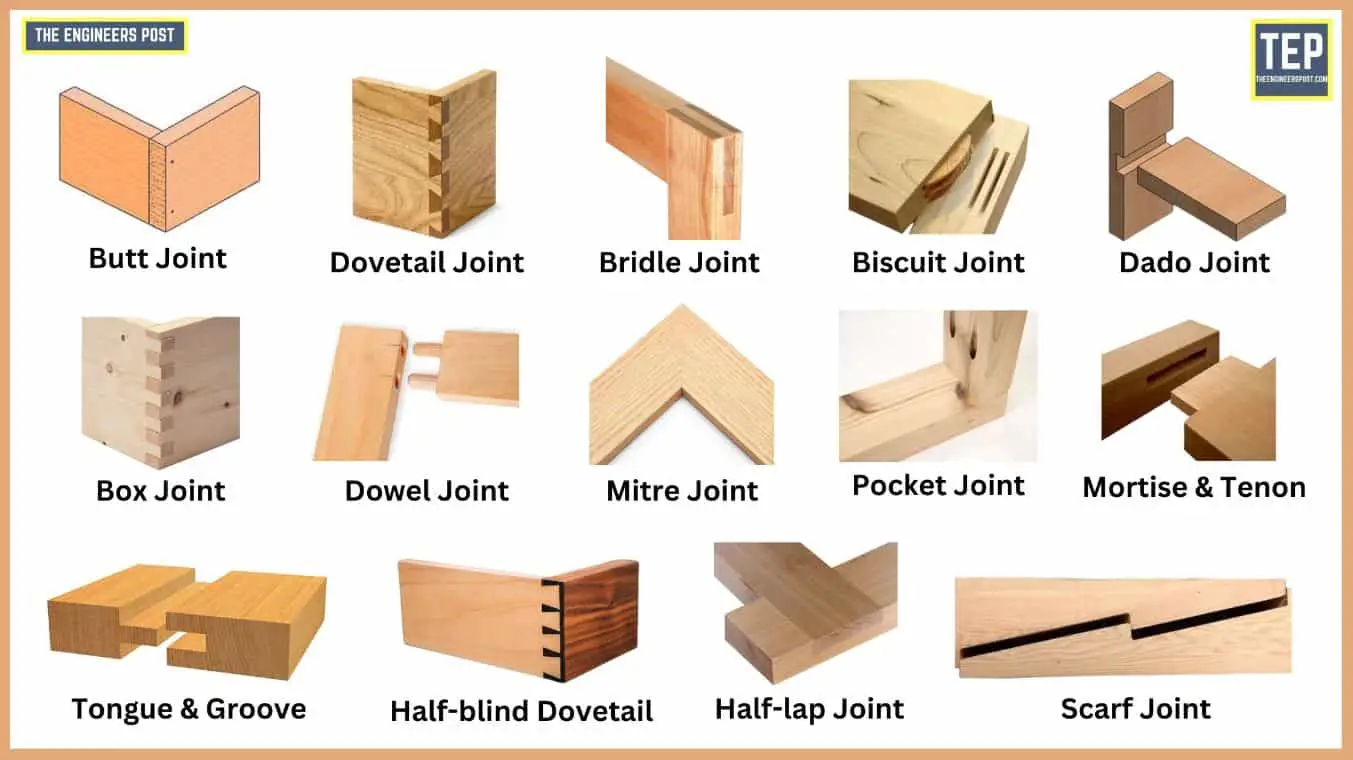 THE ENGINEERS POST
TEP
THEENGINEERSPOST.COM
Butt Joint
Dovetail Joint
Bridle Joint
Biscuit Joint
Dado Joint
Box Joint
Dowel Joint
Mitre Joint
Pocket Joint
Mortise & Tenon
Tongue & Groove
Half-blind Dovetail
Half-lap Joint
Scarf Joint